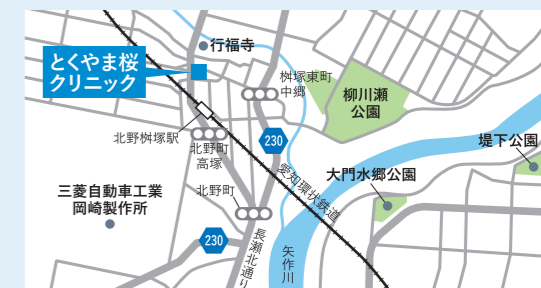 行福寺
とくやま桜
クリニック
桝塚東町
中郷
柳川瀬
公園
北野桝塚駅
北野町
高塚
230
堤下公園
愛知環状鉄道
大門水郷公園
三菱自動車工業
岡崎製作所
北野町
230
長瀬北通り
矢作川